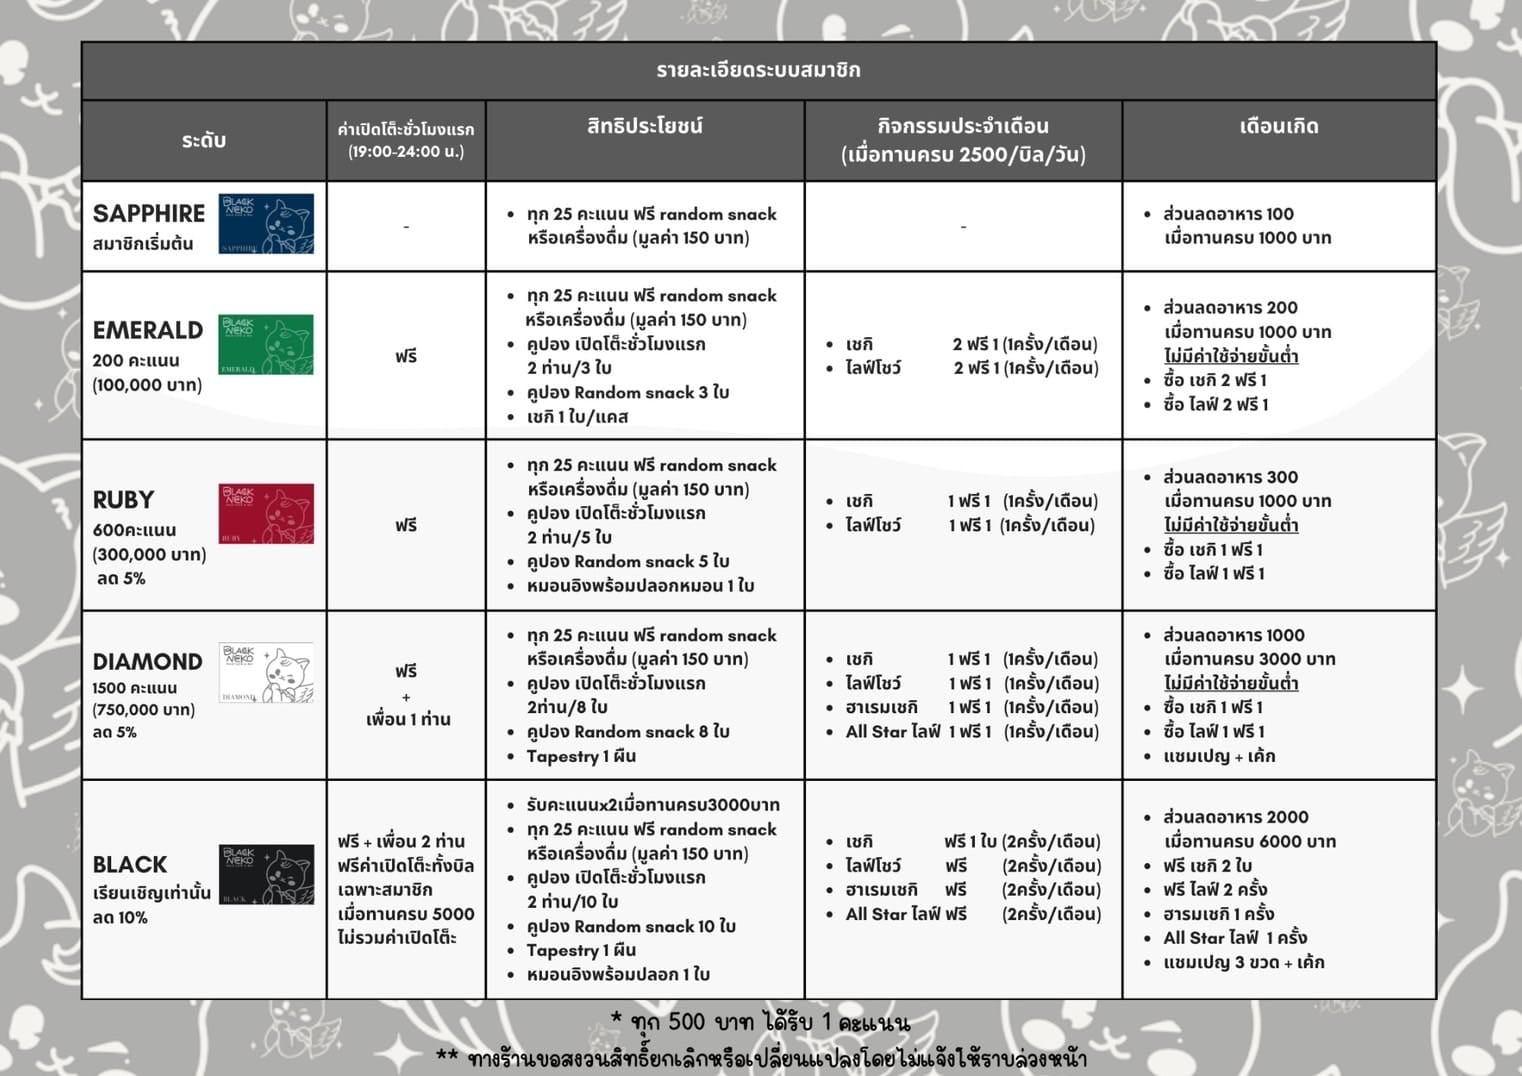 รายละเอียดระบบสมาชิก
ระดับ
ค่าเปิดโต๊ะชั่วโมงแรก
(19:00-24:00 น.)
สิทธิประโยชน์
กิจกรรมประจำเดือน
(เมื่อทานครบ 2500/บิล/วัน)
เดือนเกิด
SAPPHIRE
สมาชิกเริ่มต้น
BLACK
NEKO
SAPPHIRE
-
• ทุก 25 คะแนน ฟรี random snack
หรือเครื่องดื่ม (มูลค่า 150 บาท)
-
• ส่วนลดอาหาร 100
เมื่อทานครบ 1000 บาท
EMERALD
200 คะแนน
(100,000 บาท)
BLACK
NEKO
EMERALD
ฟรี
• ทุก 25 คะแนน ฟรี random snack
หรือเครื่องดื่ม (มูลค่า 150 บาท)
• คูปอง เปิดโต๊ะชั่วโมงแรก
2 ท่าน/3 ใบ
• คูปอง Random snack 3 ใบ
• เชกิ 1 ใบ/แคส
• เชกิ 2 ฟรี 1 (1ครั้ง/เดือน)
• ไลฟ์โชว์ 2 ฟรี 1 (1ครั้ง/เดือน)
• ส่วนลดอาหาร 200
เมื่อทานครบ 1000 บาท
ไม่มีค่าใช้จ่ายขั้นต่ำ
• ซื้อ เชกิ 2 ฟรี 1
• ซื้อ ไลฟ์ 2 ฟรี 1
RUBY
600คะแนน
(300,000 บาท)
ลด 5%
BLACK
NEKO
RUBY
ฟรี
• ทุก 25 คะแนน ฟรี random snack
หรือเครื่องดื่ม (มูลค่า 150 บาท)
• คูปอง เปิดโต๊ะชั่วโมงแรก
2 ท่าน/5 ใบ
• คูปอง Random snack 5 ใบ
• หมอนอิงพร้อมปลอกหมอน 1 ใบ
• เชกิ 1 ฟรี 1 (1ครั้ง/เดือน)
• ไลฟ์โชว์ 1 ฟรี 1 (1ครั้ง/เดือน)
• ส่วนลดอาหาร 300
เมื่อทานครบ 1000 บาท
ไม่มีค่าใช้จ่ายขั้นต่ำ
• ซื้อ เชกิ 1 ฟรี 1
• ซื้อ ไลฟ์ 1 ฟรี 1
DIAMOND
1500 คะแนน
(750,000 บาท)
ลด 5%
BLACK
NEKO
DIAMOND
ฟรี
+
เพื่อน 1 ท่าน
• ทุก 25 คะแนน ฟรี random snack
หรือเครื่องดื่ม (มูลค่า 150 บาท)
• คูปอง เปิดโต๊ะชั่วโมงแรก
2ท่าน/8 ใบ
• คูปอง Random snack 8 ใบ
• Tapestry 1 ผืน
• เชกิ 1 ฟรี 1 (1ครั้ง/เดือน)
• ไลฟ์โชว์ 1 ฟรี 1 (1ครั้ง/เดือน)
• ฮาเรมเชกิ 1 ฟรี 1 (1ครั้ง/เดือน)
• All Star ไลฟ์ 1 ฟรี 1 (1ครั้ง/เดือน)
• ส่วนลดอาหาร 1000
เมื่อทานครบ 3000 บาท
ไม่มีค่าใช้จ่ายขั้นต่ำ
• ซื้อ เชกิ 1 ฟรี 1
• ซื้อ ไลฟ์ 1 ฟรี 1
• แชมเปญ + เค้ก
BLACK
เรียนเชิญเท่านั้น
ลด 10%
BLACK
NEKO
BLACK
ฟรี + เพื่อน 2 ท่าน
ฟรีค่าเปิดโต๊ะทั้งบิล
เฉพาะสมาชิก
เมื่อทานครบ 5000
ไม่รวมค่าเปิดโต๊ะ
• รับคะแนนx2เมื่อทานครบ3000บาท
• ทุก 25 คะแนน ฟรี random snack
หรือเครื่องดื่ม (มูลค่า 150 บาท)
• คูปอง เปิดโต๊ะชั่วโมงแรก
2 ท่าน/10 ใบ
• คูปอง Random snack 10 ใบ
• Tapestry 1 ผืน
• หมอนอิงพร้อมปลอก 1 ใบ
• เชกิ ฟรี 1 ใบ (2ครั้ง/เดือน)
• ไลฟ์โชว์ ฟรี (2ครั้ง/เดือน)
• ฮาเรมเชกิ ฟรี (2ครั้ง/เดือน)
• All Star ไลฟ์ ฟรี (2ครั้ง/เดือน)
• ส่วนลดอาหาร 2000
เมื่อทานครบ 6000 บาท
• ฟรี เชกิ 2 ใบ
• ฟรี ไลฟ์ 2 ครั้ง
• ฮารมเชกิ 1 ครั้ง
• All Star ไลฟ์ 1 ครั้ง
• แชมเปญ 3 ขวด + เค้ก
* ทุก 500 บาท ได้รับ 1 คะแนน
** ทางร้านขอสงวนสิทธิ์ยกเลิกหรือเปลี่ยนแปลงโดยไม่แจ้งให้ราบล่วงหน้า